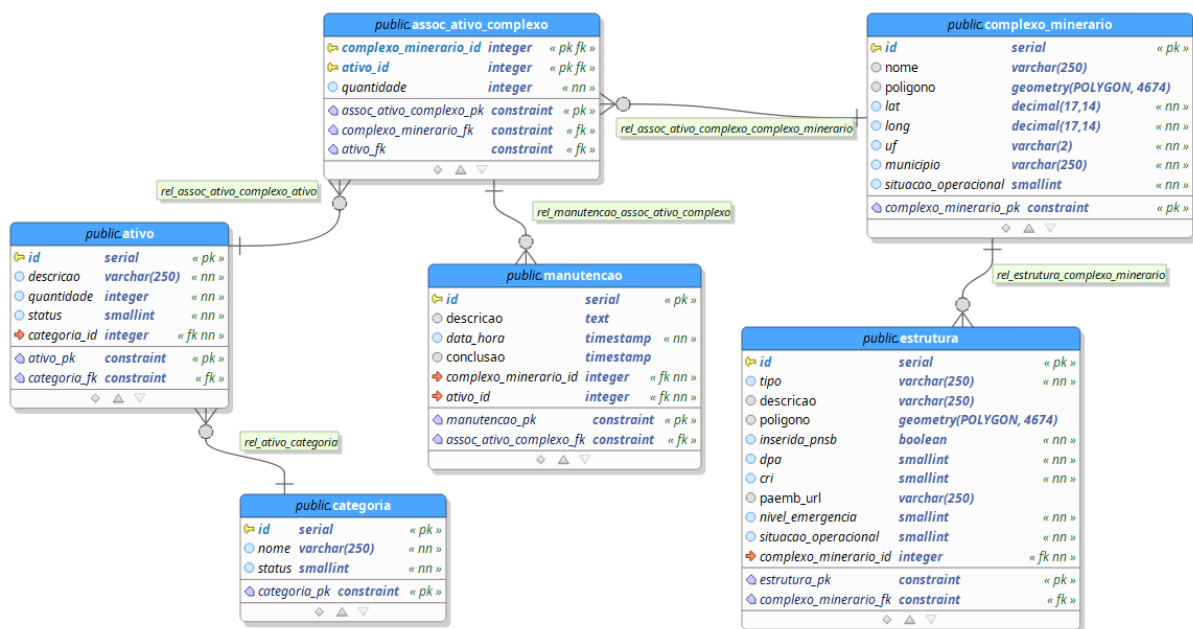 public.assoc_ativo_complexo
complexo_minerario_id integer « pk fk »
ativo_id integer « pk fk »
quantidade integer « nn »
assoc_ativo_complexo_pk constraint « pk »
complexo_minerario_fk constraint « fk »
ativo_fk constraint « fk »
public.complexo_minerario
id serial « pk »
nome varchar(250)
poligono geometry(POLYGON, 4674)
lat decimal(17,14) « nn »
long decimal(17,14) « nn »
uf varchar(2) « nn »
municipio varchar(250) « nn »
situacao_operacional smallint « nn »
complexo_minerario_pk constraint « pk »
rel_assoc_ativo_complexo_complexo_minerario
rel_assoc_ativo_complexo_ativo
rel_manutencao_assoc_ativo_complexo
rel_estrutura_complexo_minerario
public.ativo
id serial « pk »
descricao varchar(250) « nn »
quantidade integer « nn »
status smallint « nn »
categoria_id integer « fk nn »
ativo_pk constraint « pk »
categoria_fk constraint « fk »
public.manutencao
id serial « pk »
descricao text
data_hora timestamp « nn »
conclusao timestamp
complexo_minerario_id integer « fk nn »
ativo_id integer « fk nn »
manutencao_pk constraint « pk »
assoc_ativo_complexo_fk constraint « fk »
public.estrutura
id serial « pk »
tipo varchar(250) « nn »
descricao varchar(250)
poligono geometry(POLYGON, 4674)
inserida_pnsb boolean « nn »
dpa smallint « nn »
cri smallint « nn »
paemb_url varchar(250)
nivel_emergencia smallint « nn »
situacao_operacional smallint « nn »
complexo_minerario_id integer « fk nn »
estrutura_pk constraint « pk »
complexo_minerario_fk constraint « fk »
rel_ativo_categoria
public.categoria
id serial « pk »
nome varchar(250) « nn »
status smallint « nn »
categoria_pk constraint « pk »